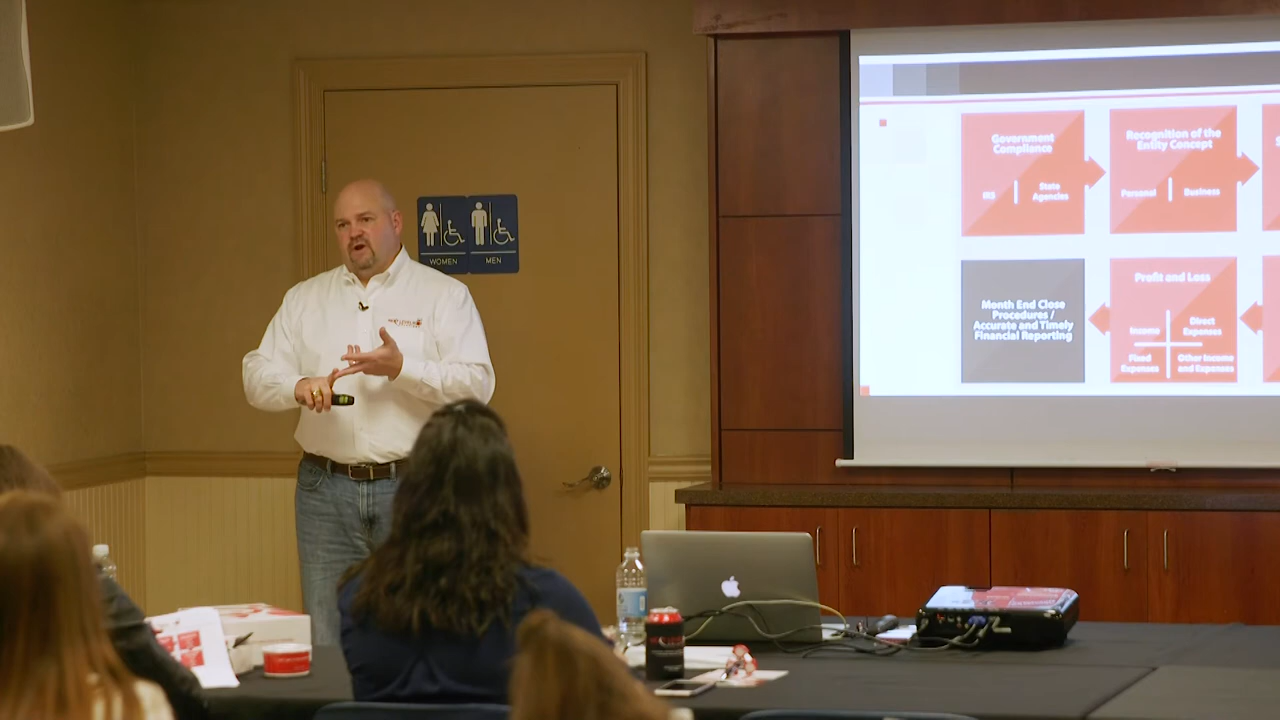 WOMEN
MEN
Government
Compliance
IRS
State
Agencies
Recognition of the
Entity Concept
Personal
Business
Month End Close
Procedures /
Accurate and Timely
Financial Reporting
Profit and Loss
Income
Direct
Expenses
Fixed
Expenses
Other Income
and Expenses